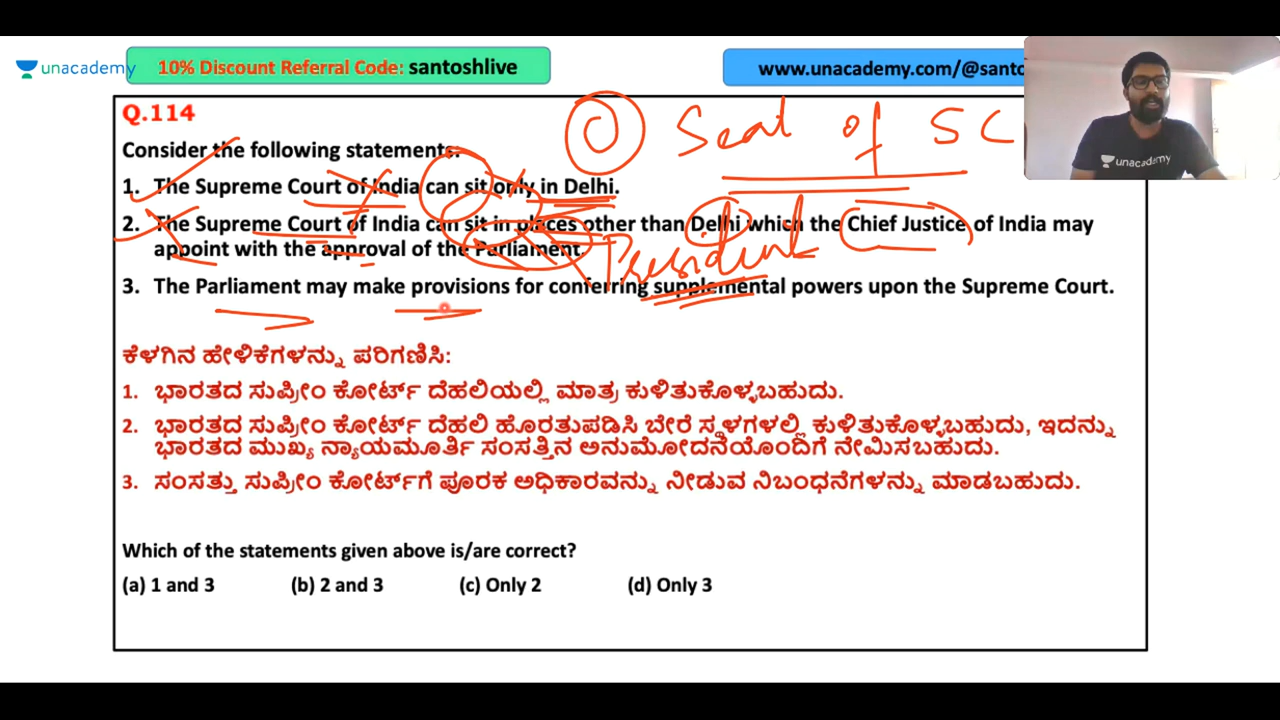 unacademy
10% Discount Referral Code: santoshlive
www.unacademy.com/@santo
unacademy
Q.114
Seat of SC
Consider the following statements:
1. The Supreme Court of India can sit only in Delhi.
2. The Supreme Court of India can sit in places other than Delhi which the Chief Justice of India may
appoint with the approval of the Parliament.
President
3. The Parliament may make provisions for conferring supplemental powers upon the Supreme Court.
ಕೆಳಗಿನ ಹೇಳಿಕೆಗಳನ್ನು ಪರಿಗಣಿಸಿ:
1. ಭಾರತದ ಸುಪ್ರೀಂ ಕೋರ್ಟ್ ದೆಹಲಿಯಲ್ಲಿ ಮಾತ್ರ ಕುಳಿತುಕೊಳ್ಳಬಹುದು.
2. ಭಾರತದ ಸುಪ್ರೀಂ ಕೋರ್ಟ್ ದೆಹಲಿ ಹೊರತುಪಡಿಸಿ ಬೇರೆ ಸ್ಥಳಗಳಲ್ಲಿ ಕುಳಿತುಕೊಳ್ಳಬಹುದು, ಇದನ್ನು
ಭಾರತದ ಮುಖ್ಯ ನ್ಯಾಯಮೂರ್ತಿ ಸಂಸತ್ತಿನ ಅನುಮೋದನೆಯೊಂದಿಗೆ ನೇಮಿಸಬಹುದು.
3. ಸಂಸತ್ತು ಸುಪ್ರೀಂ ಕೋರ್ಟ್‌ಗೆ ಪೂರಕ ಅಧಿಕಾರವನ್ನು ನೀಡುವ ನಿಬಂಧನೆಗಳನ್ನು ಮಾಡಬಹುದು.
Which of the statements given above is/are correct?
(a) 1 and 3 (b) 2 and 3 (c) Only 2 (d) Only 3